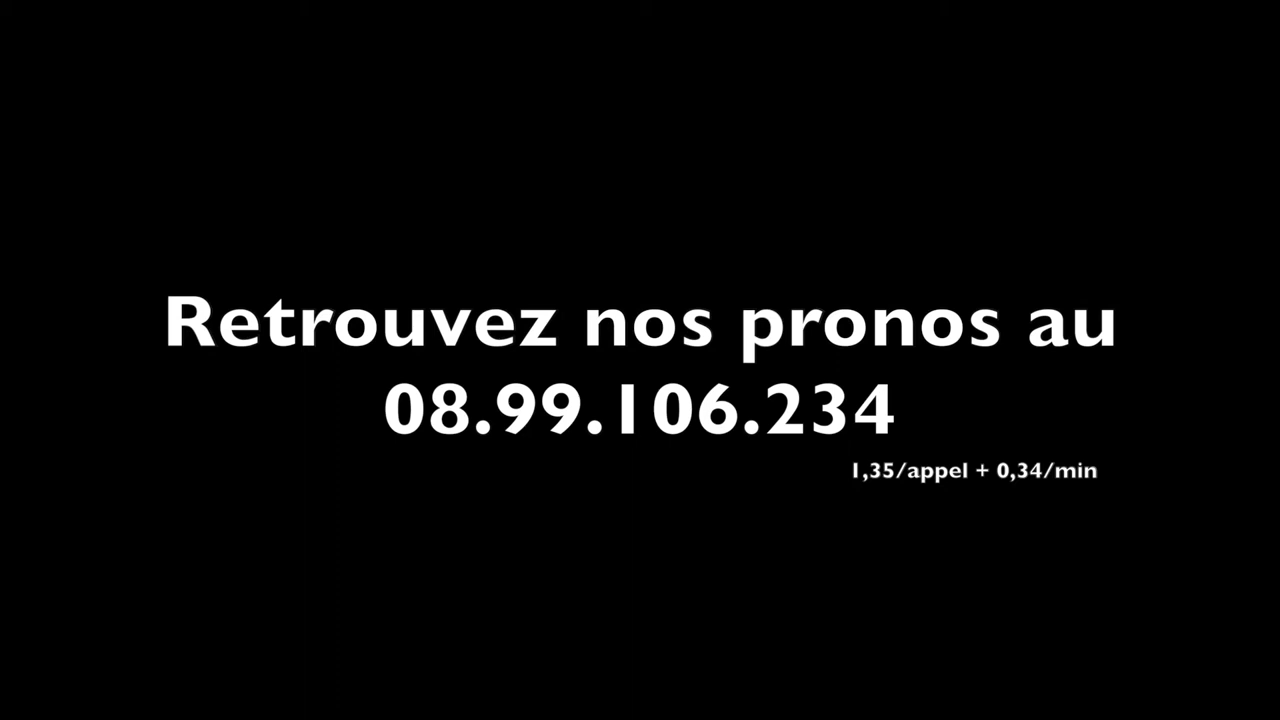 Retrouvez nos pronos au
08.99.106.234
1,35/appel + 0,34/min